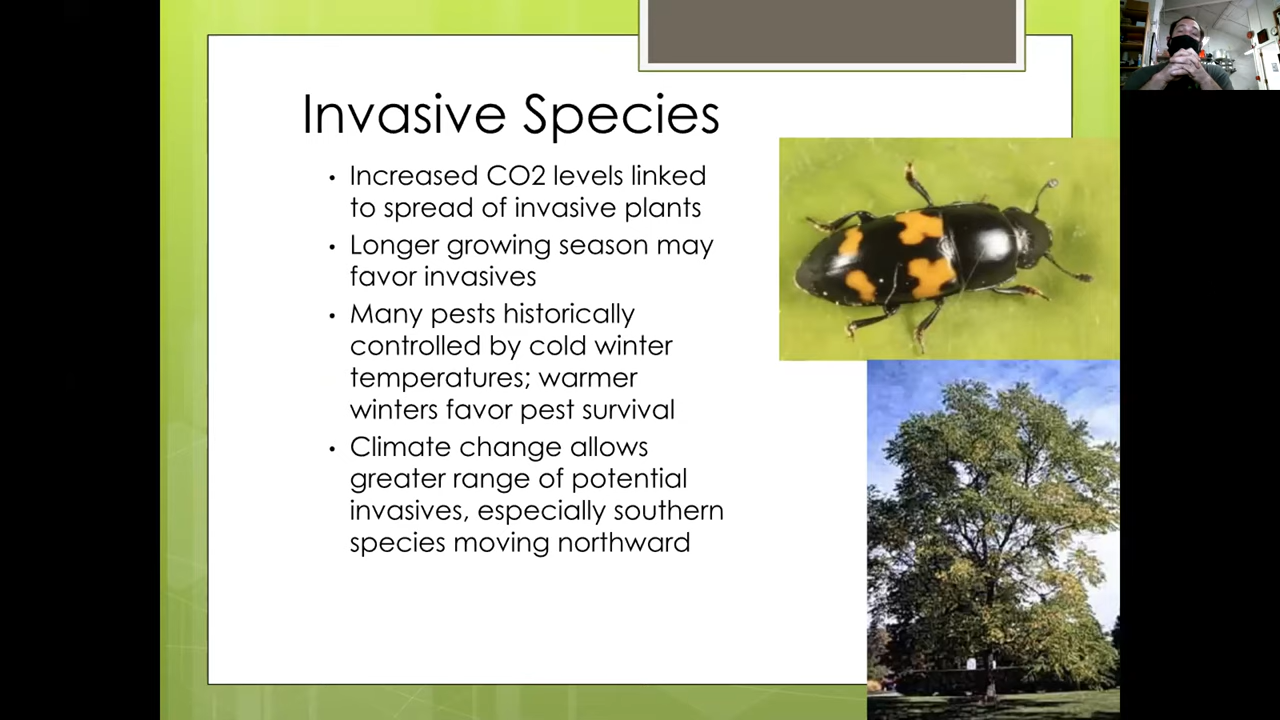 Invasive Species
• Increased CO2 levels linked
to spread of invasive plants
• Longer growing season may
favor invasives
• Many pests historically
controlled by cold winter
temperatures; warmer
winters favor pest survival
• Climate change allows
greater range of potential
invasives, especially southern
species moving northward